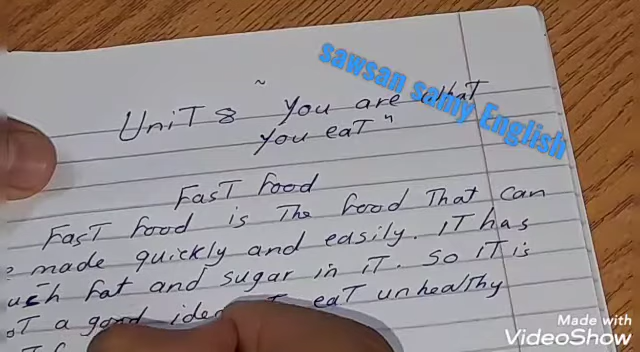 Unit 8 " You are what
you eat "
Fast food
Fast food is the food that can
made quickly and easily. It has
fat and sugar in it. So it is
a good idea eat unhealthy
sawsan samy English
Made with
VideoShow